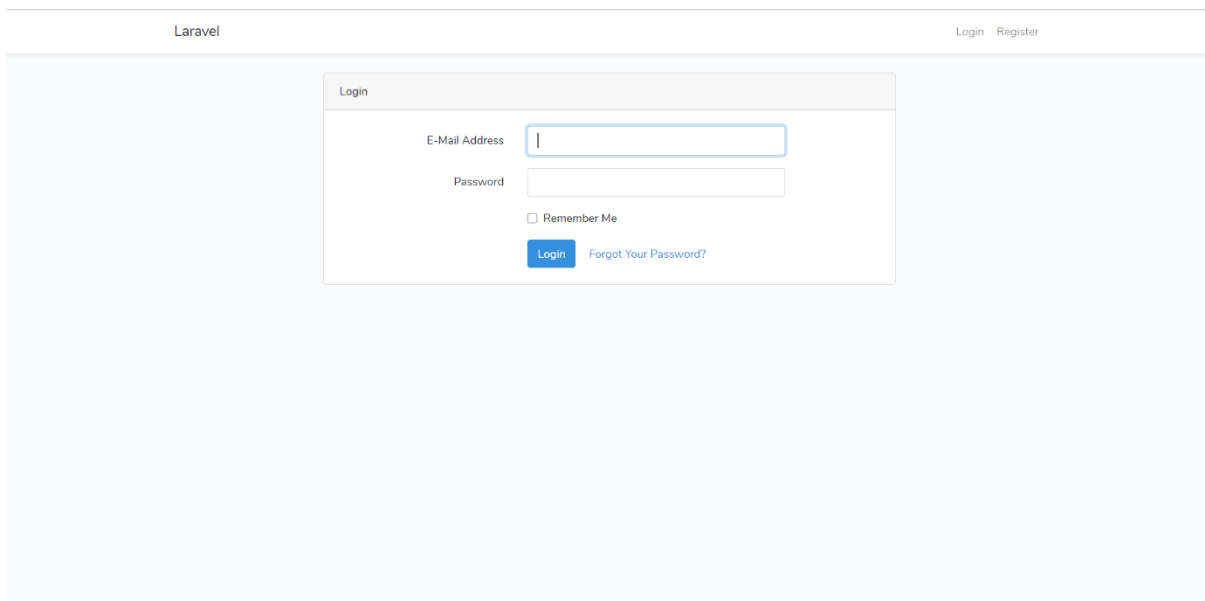 Laravel Login Register
Login
E-Mail Address
Password
Remember Me
Login Forgot Your Password?